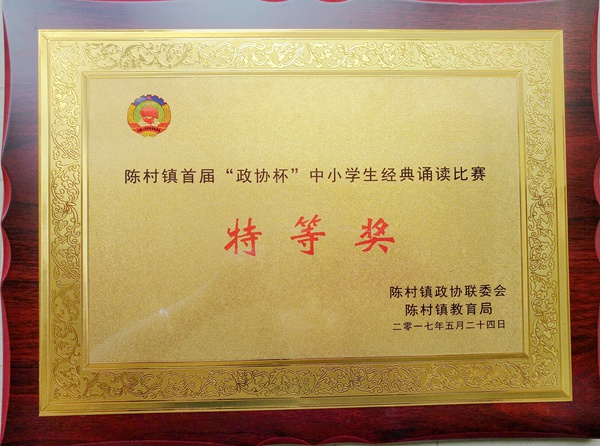 陈村镇首届“政协杯”中小学生经典诵读比赛
特等奖
陈村镇政协联委会
陈村镇教育局
二零一七年五月二十四日